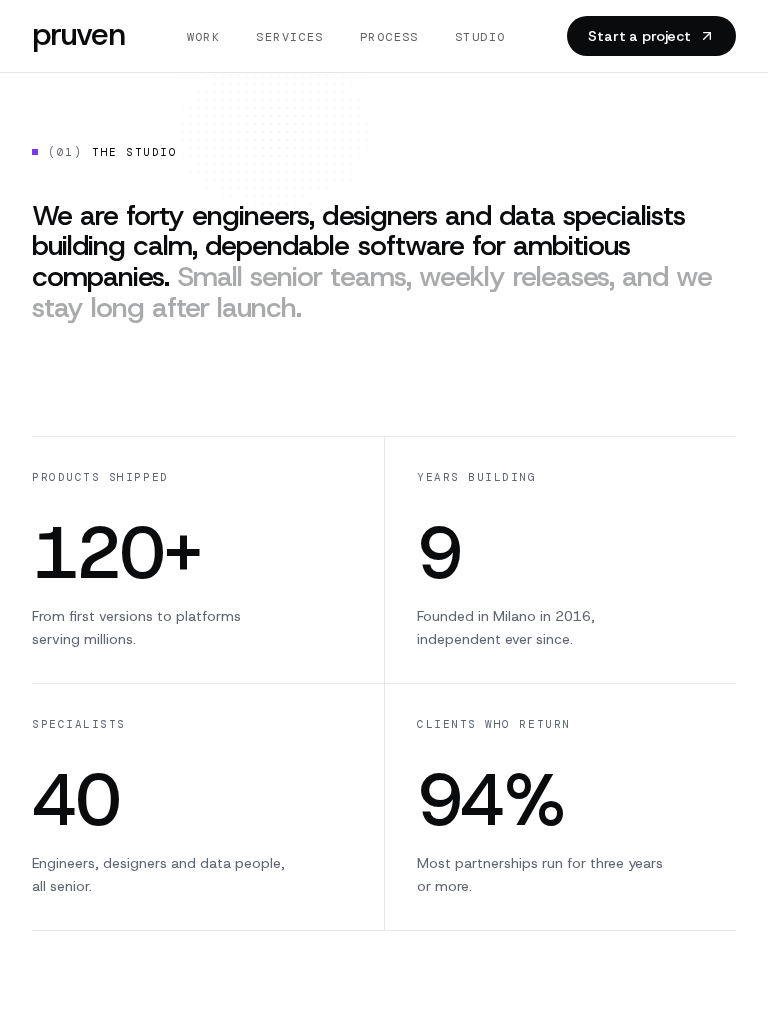 pruven
WORK
SERVICES
PROCESS
STUDIO
Start a project
(01) THE STUDIO
We are forty engineers, designers and data specialists
building calm, dependable software for ambitious
companies. Small senior teams, weekly releases, and we
stay long after launch.
PRODUCTS SHIPPED
120+
From first versions to platforms
serving millions.
YEARS BUILDING
9
Founded in Milano in 2016,
independent ever since.
SPECIALISTS
40
Engineers, designers and data people,
all senior.
CLIENTS WHO RETURN
94%
Most partnerships run for three years
or more.